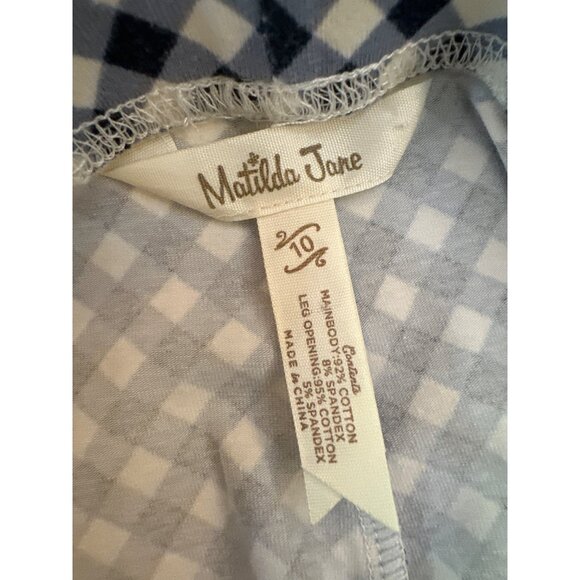 Matilda Jane
10
Contents
MAINBODY:92% COTTON
8% SPANDEX
LEG OPENING:95% COTTON
5% SPANDEX
MADE in CHINA